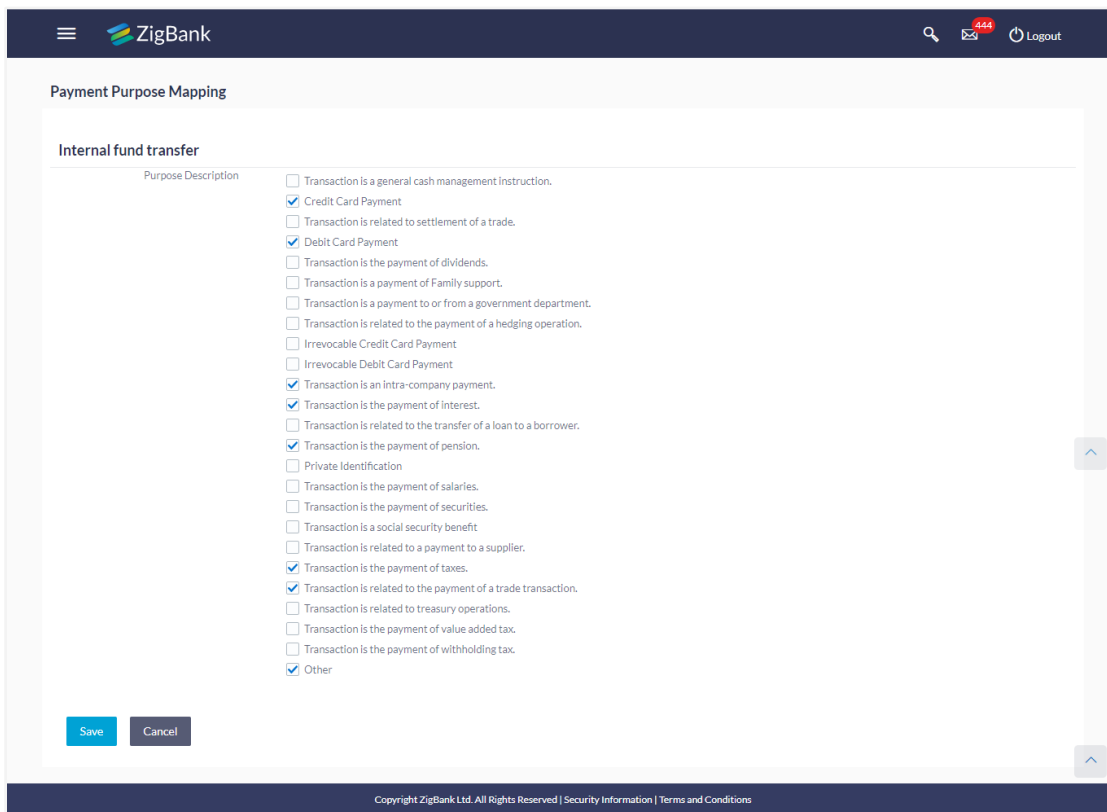 ZigBank
444
Logout
Payment Purpose Mapping
Internal fund transfer
Purpose Description
Transaction is a general cash management instruction.
Credit Card Payment
Transaction is related to settlement of a trade.
Debit Card Payment
Transaction is the payment of dividends.
Transaction is a payment of Family support.
Transaction is a payment to or from a government department.
Transaction is related to the payment of a hedging operation.
Irrevocable Credit Card Payment
Irrevocable Debit Card Payment
Transaction is an intra-company payment.
Transaction is the payment of interest.
Transaction is related to the transfer of a loan to a borrower.
Transaction is the payment of pension.
Private Identification
Transaction is the payment of salaries.
Transaction is the payment of securities.
Transaction is a social security benefit
Transaction is related to a payment to a supplier.
Transaction is the payment of taxes.
Transaction is related to the payment of a trade transaction.
Transaction is related to treasury operations.
Transaction is the payment of value added tax.
Transaction is the payment of withholding tax.
Other
Save
Cancel
Copyright ZigBank Ltd. All Rights Reserved | Security Information | Terms and Conditions